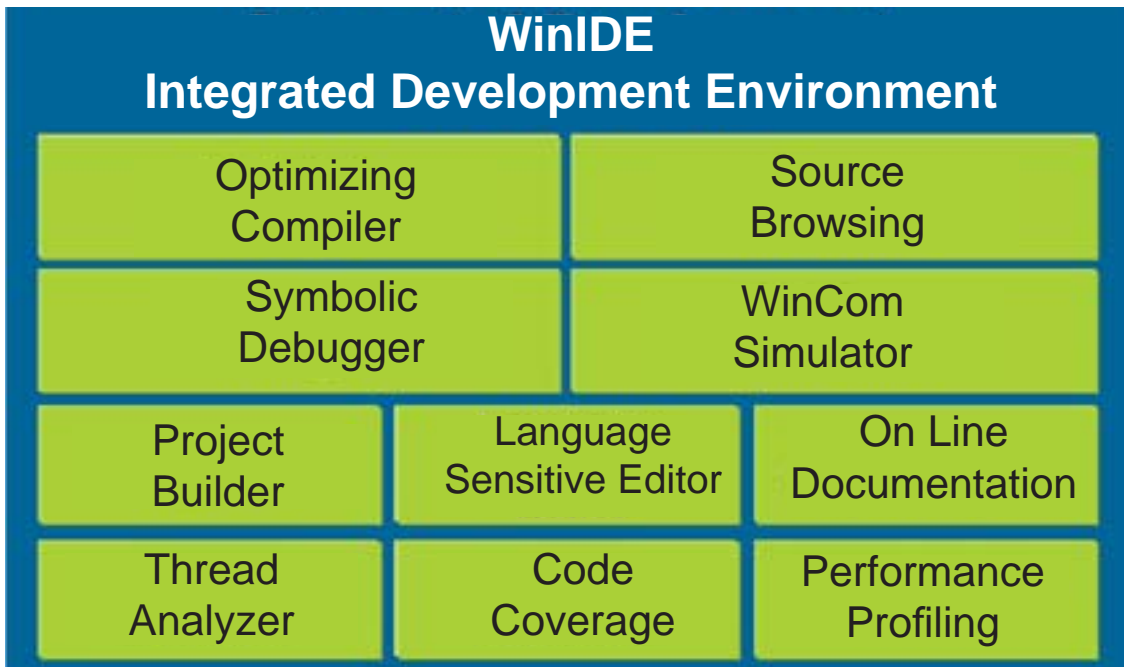 WinIDE
Integrated Development Environment
Optimizing
Compiler
Source
Browsing
Symbolic
Debugger
WinCom
Simulator
Project
Builder
Language
Sensitive Editor
On Line
Documentation
Thread
Analyzer
Code
Coverage
Performance
Profiling